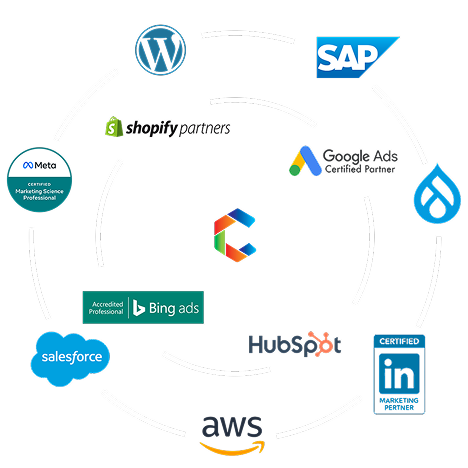 W
SAP
shopify partners
Meta
CERTIFIED
Marketing Science
Professional
Google Ads
Certified Partner
C
Accredited
Professional
Bing ads
salesforce
HubSpot
CERTIFIED
in
MARKETING
PARTNER
aws